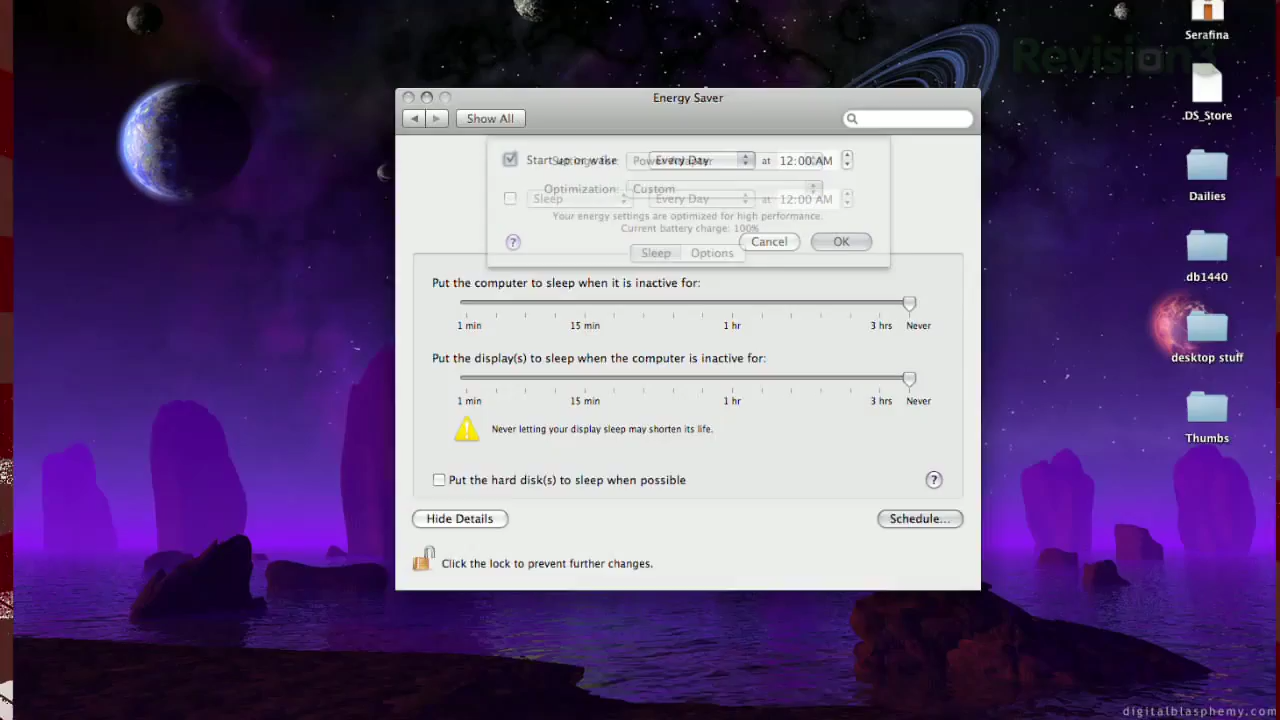 Revision3
Serafina
Energy Saver
Show All
.DS_Store
Start up or wake Every Day at 12:00 AM
Settings for: Power Adapter
Optimization: Custom
Sleep Every Day at 12:00 AM
Dailies
Your energy settings are optimized for high performance.
Current battery charge: 100%
? Cancel OK
Sleep Options
.db1440
Put the computer to sleep when it is inactive for:
1 min 15 min 1 hr 3 hrs Never
Put the display(s) to sleep when the computer is inactive for:
desktop stuff
1 min 15 min 1 hr 3 hrs Never
Never letting your display sleep may shorten its life.
Thumbs
Put the hard disk(s) to sleep when possible ?
Hide Details Schedule...
Click the lock to prevent further changes.
digitalblasphemy.com